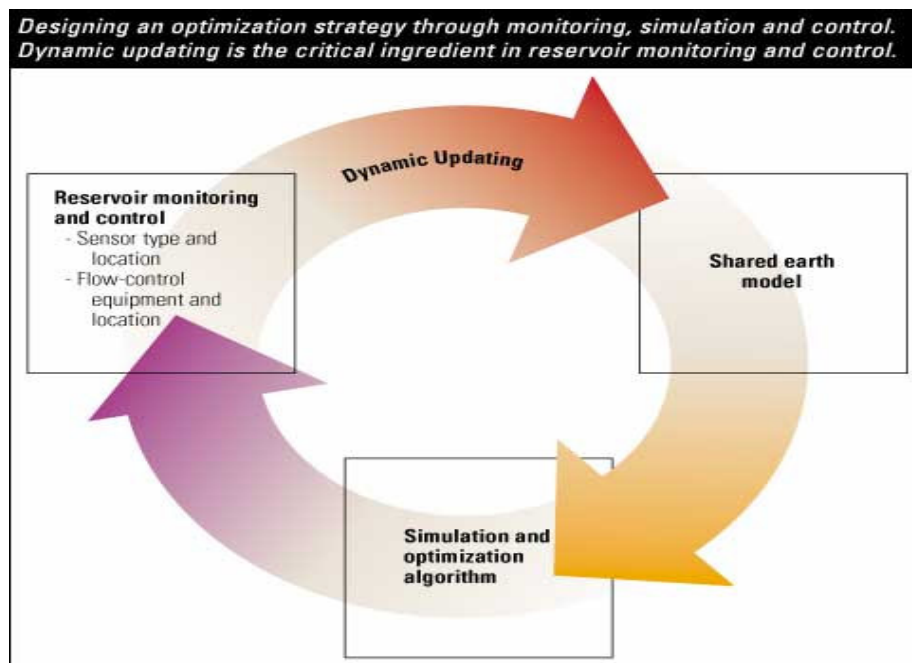 Designing an optimization strategy through monitoring, simulation and control.
Dynamic updating is the critical ingredient in reservoir monitoring and control.
Dynamic Updating
Reservoir monitoring
and control
- Sensor type and
location
- Flow-control
equipment and
location
Shared earth
model
Simulation and
optimization
algorithm